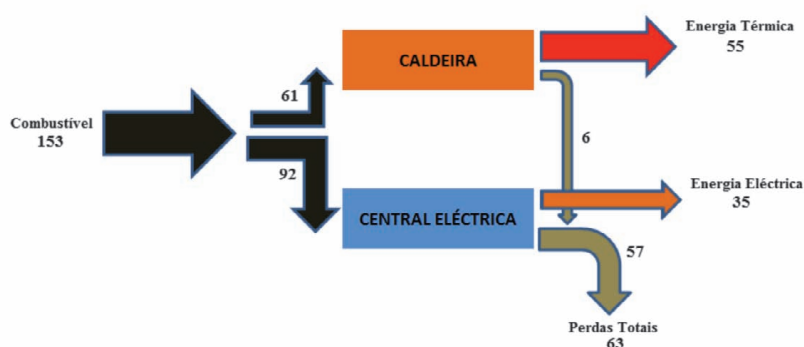 Energia Térmica
55
CALDEIRA
61
Combustível
153
6
92
Energia Eléctrica
35
CENTRAL ELÉCTRICA
57
Perdas Totais
63